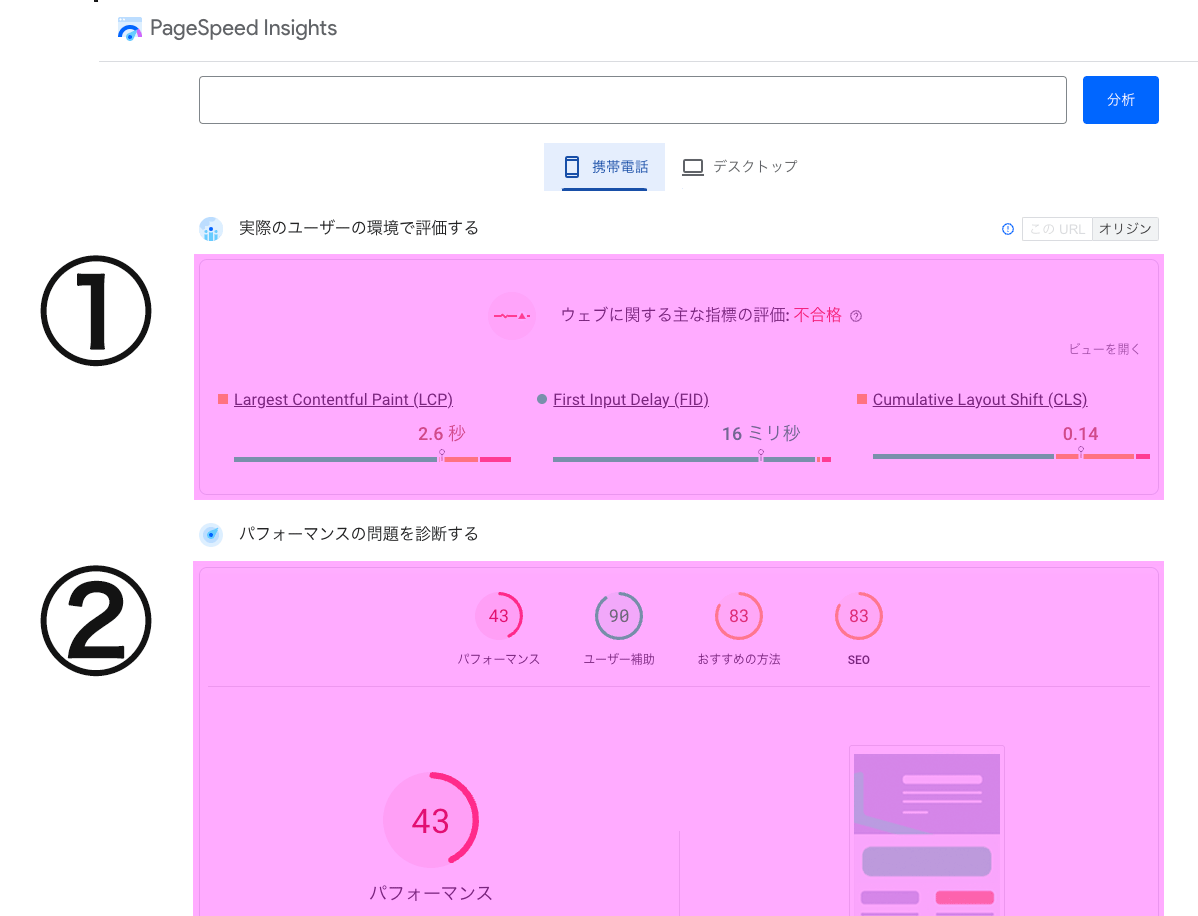 PageSpeed Insights
分析
携帯電話 デスクトップ
実際のユーザーの環境で評価する
この URL オリジン
①
ウェブに関する主な指標の評価: 不合格
ビューを開く
Largest Contentful Paint (LCP) First Input Delay (FID) Cumulative Layout Shift (CLS)
2.6 秒 16 ミリ秒 0.14
パフォーマンスの問題を診断する
②
43 90 83 83
パフォーマンス ユーザー補助 おすすめの方法 SEO
43
パフォーマンス